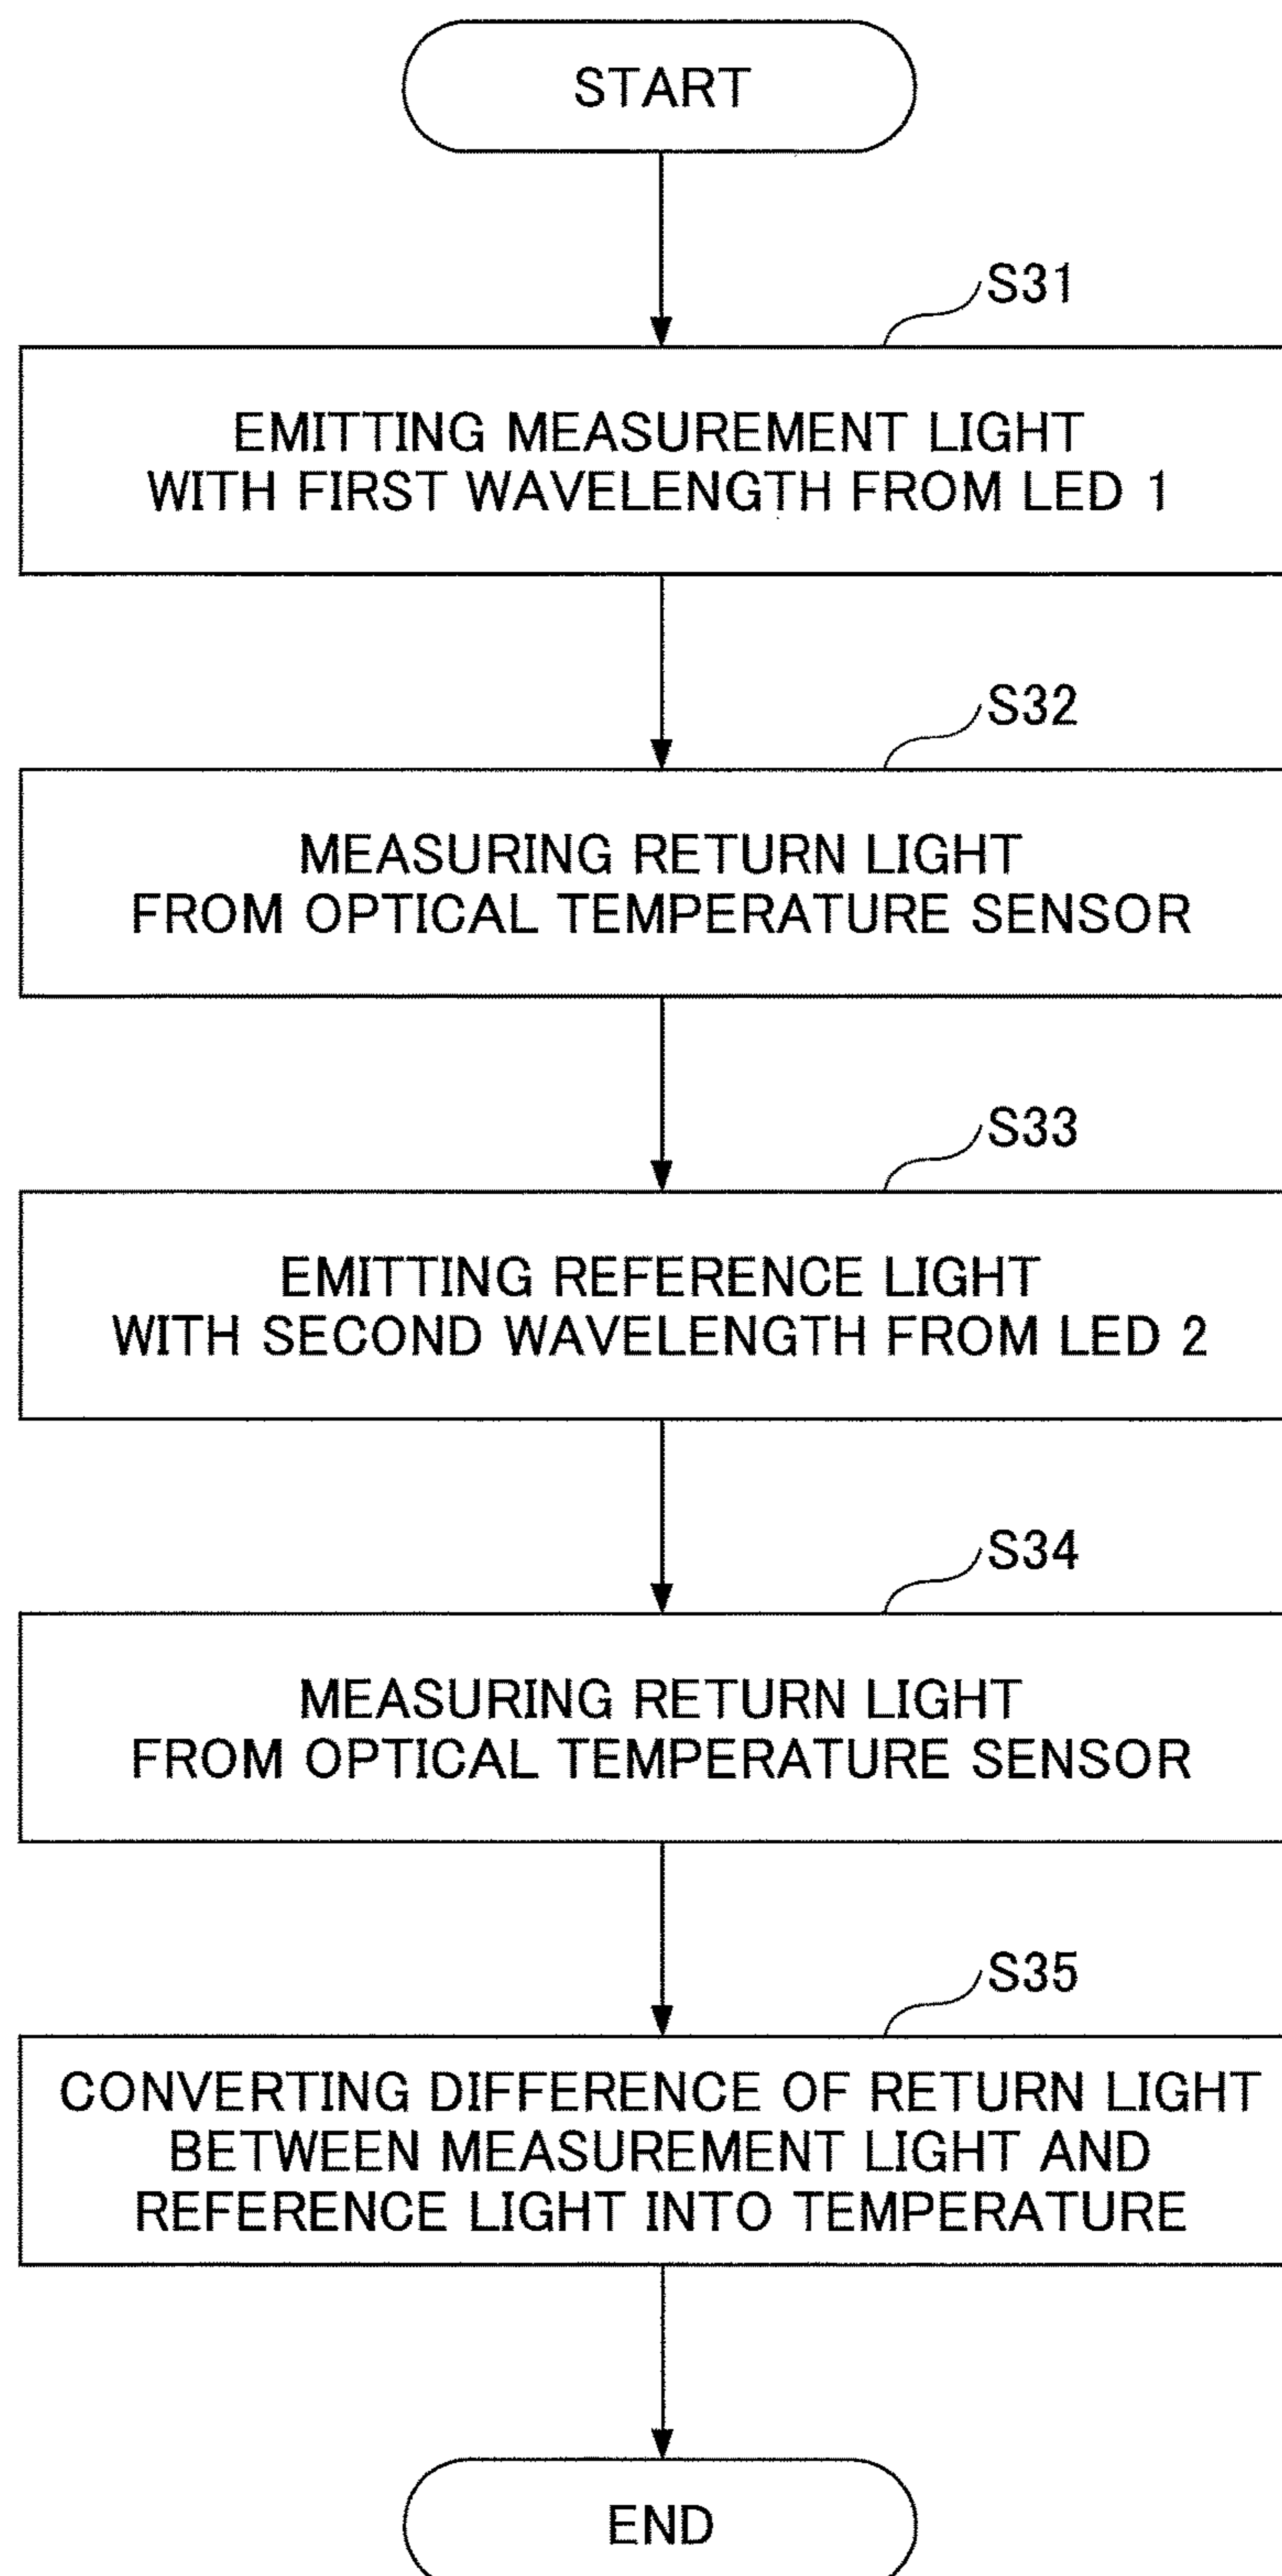 START
S31
EMITTING MEASUREMENT LIGHT
WITH FIRST WAVELENGTH FROM LED 1
S32
MEASURING RETURN LIGHT
FROM OPTICAL TEMPERATURE SENSOR
S33
EMITTING REFERENCE LIGHT
WITH SECOND WAVELENGTH FROM LED 2
S34
MEASURING RETURN LIGHT
FROM OPTICAL TEMPERATURE SENSOR
S35
CONVERTING DIFFERENCE OF RETURN LIGHT
BETWEEN MEASUREMENT LIGHT AND
REFERENCE LIGHT INTO TEMPERATURE
END